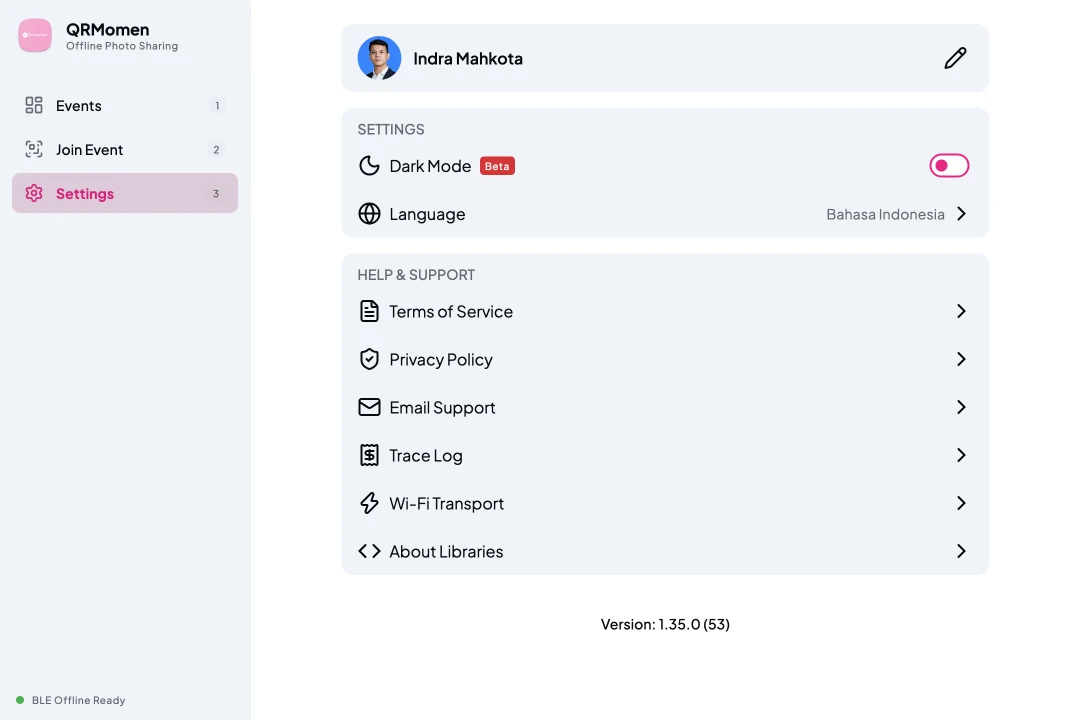 QRMomen
Offline Photo Sharing
Events 1
Join Event 2
Settings 3
BLE Offline Ready
Indra Mahkota
SETTINGS
Dark Mode Beta
Language Bahasa Indonesia
HELP & SUPPORT
Terms of Service
Privacy Policy
Email Support
Trace Log
Wi-Fi Transport
About Libraries
Version: 1.35.0 (53)